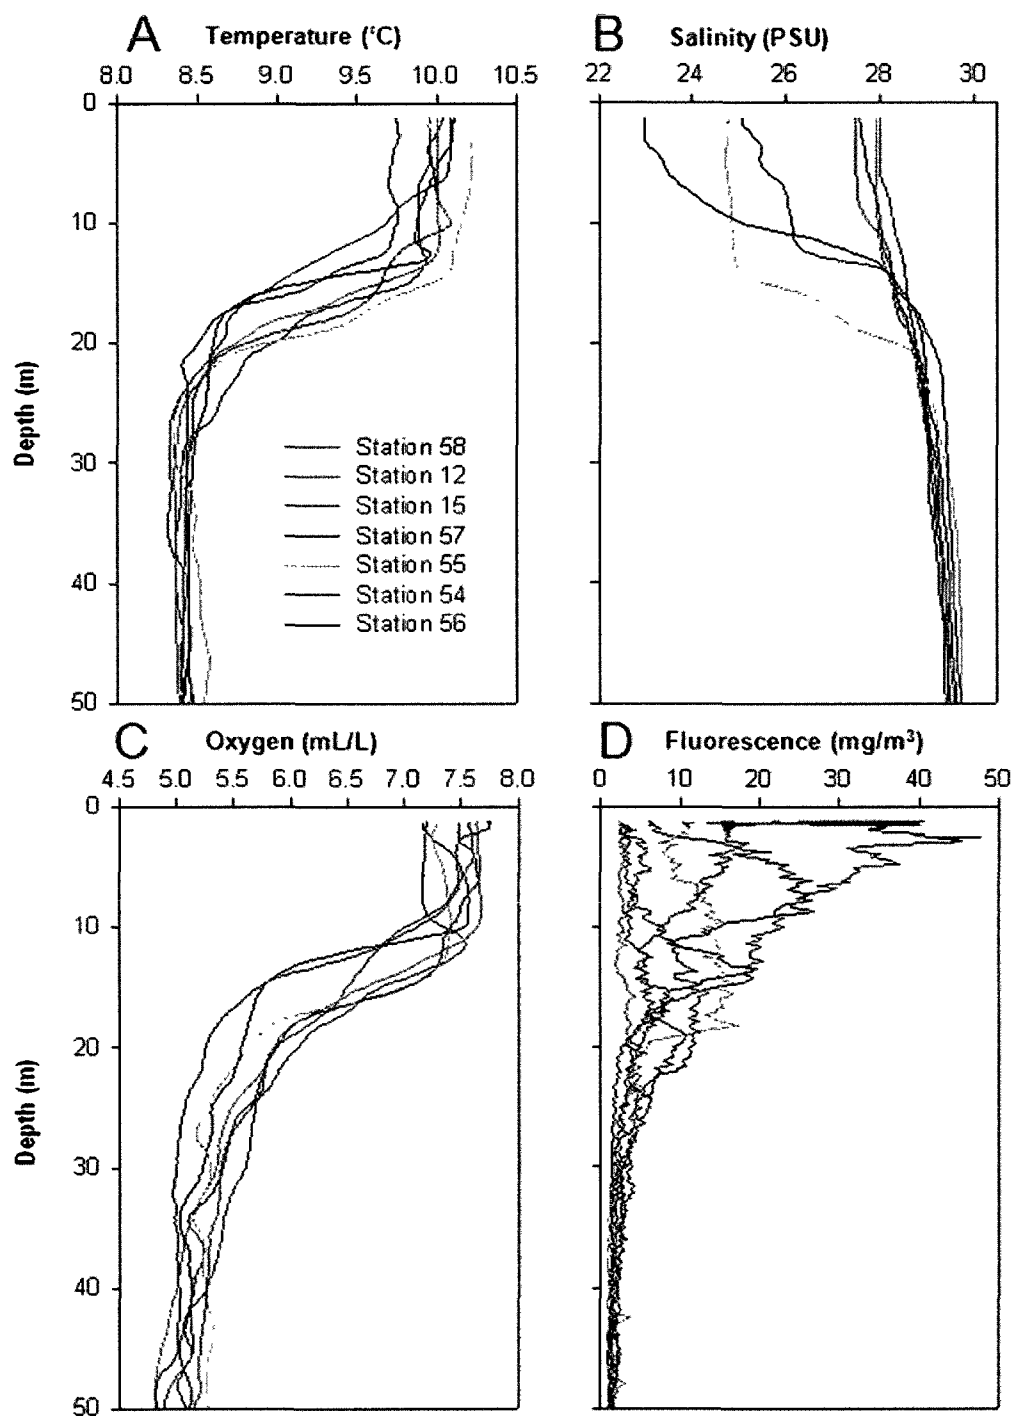 A Temperature (°C)
8.0 8.5 9.0 9.5 10.0 10.5
B Salinity (PSU)
22 24 26 28 30
0
10
20
30
40
50
Depth (m)
Station 58
Station 12
Station 15
Station 57
Station 55
Station 54
Station 56
C Oxygen (mL/L)
4.5 5.0 5.5 6.0 6.5 7.0 7.5 8.0
D Fluorescence (mg/m³)
0 10 20 30 40 50
0
10
20
30
40
50
Depth (m)